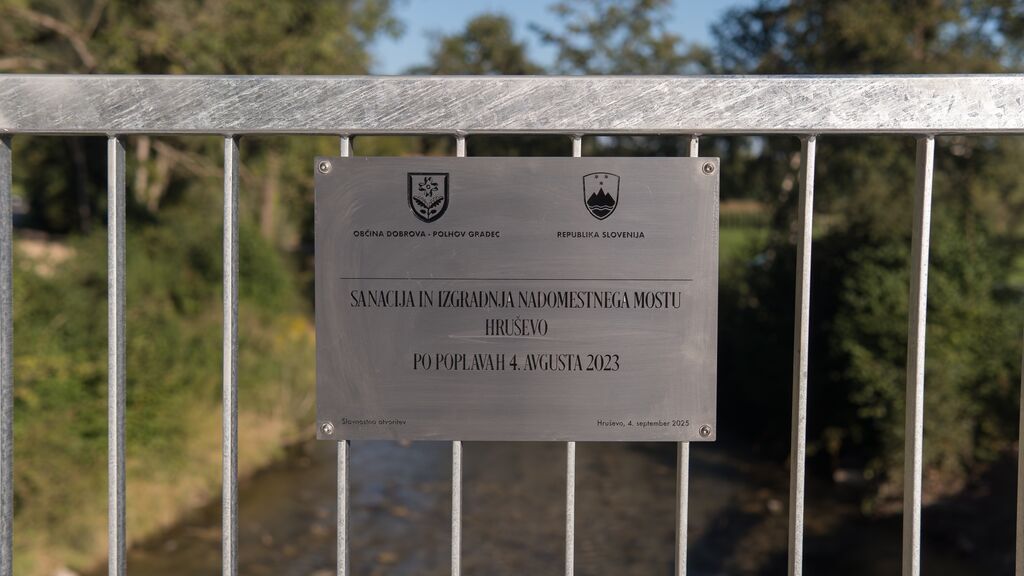 OBČINA DOBROVA - POLHOV GRADEC
REPUBLIKA SLOVENIJA
SANACIJA IN IZGRADNJA NADOMESTNEGA MOSTU
HRUŠEVO
PO POPLAVAH 4. AVGUSTA 2023
Slavnostna otvoritev
Hruševo, 4. september 2025